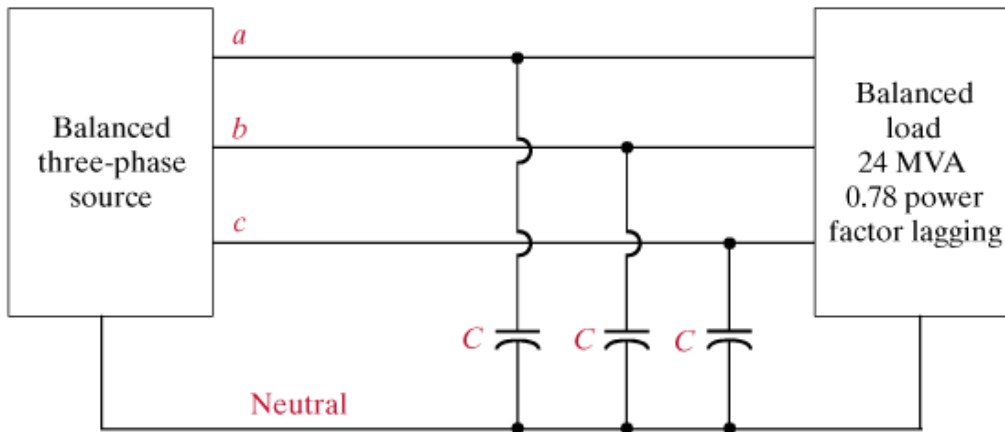 a
Balanced
three-phase
source
b
c
Balanced
load
24 MVA
0.78 power
factor lagging
C
C
C
Neutral